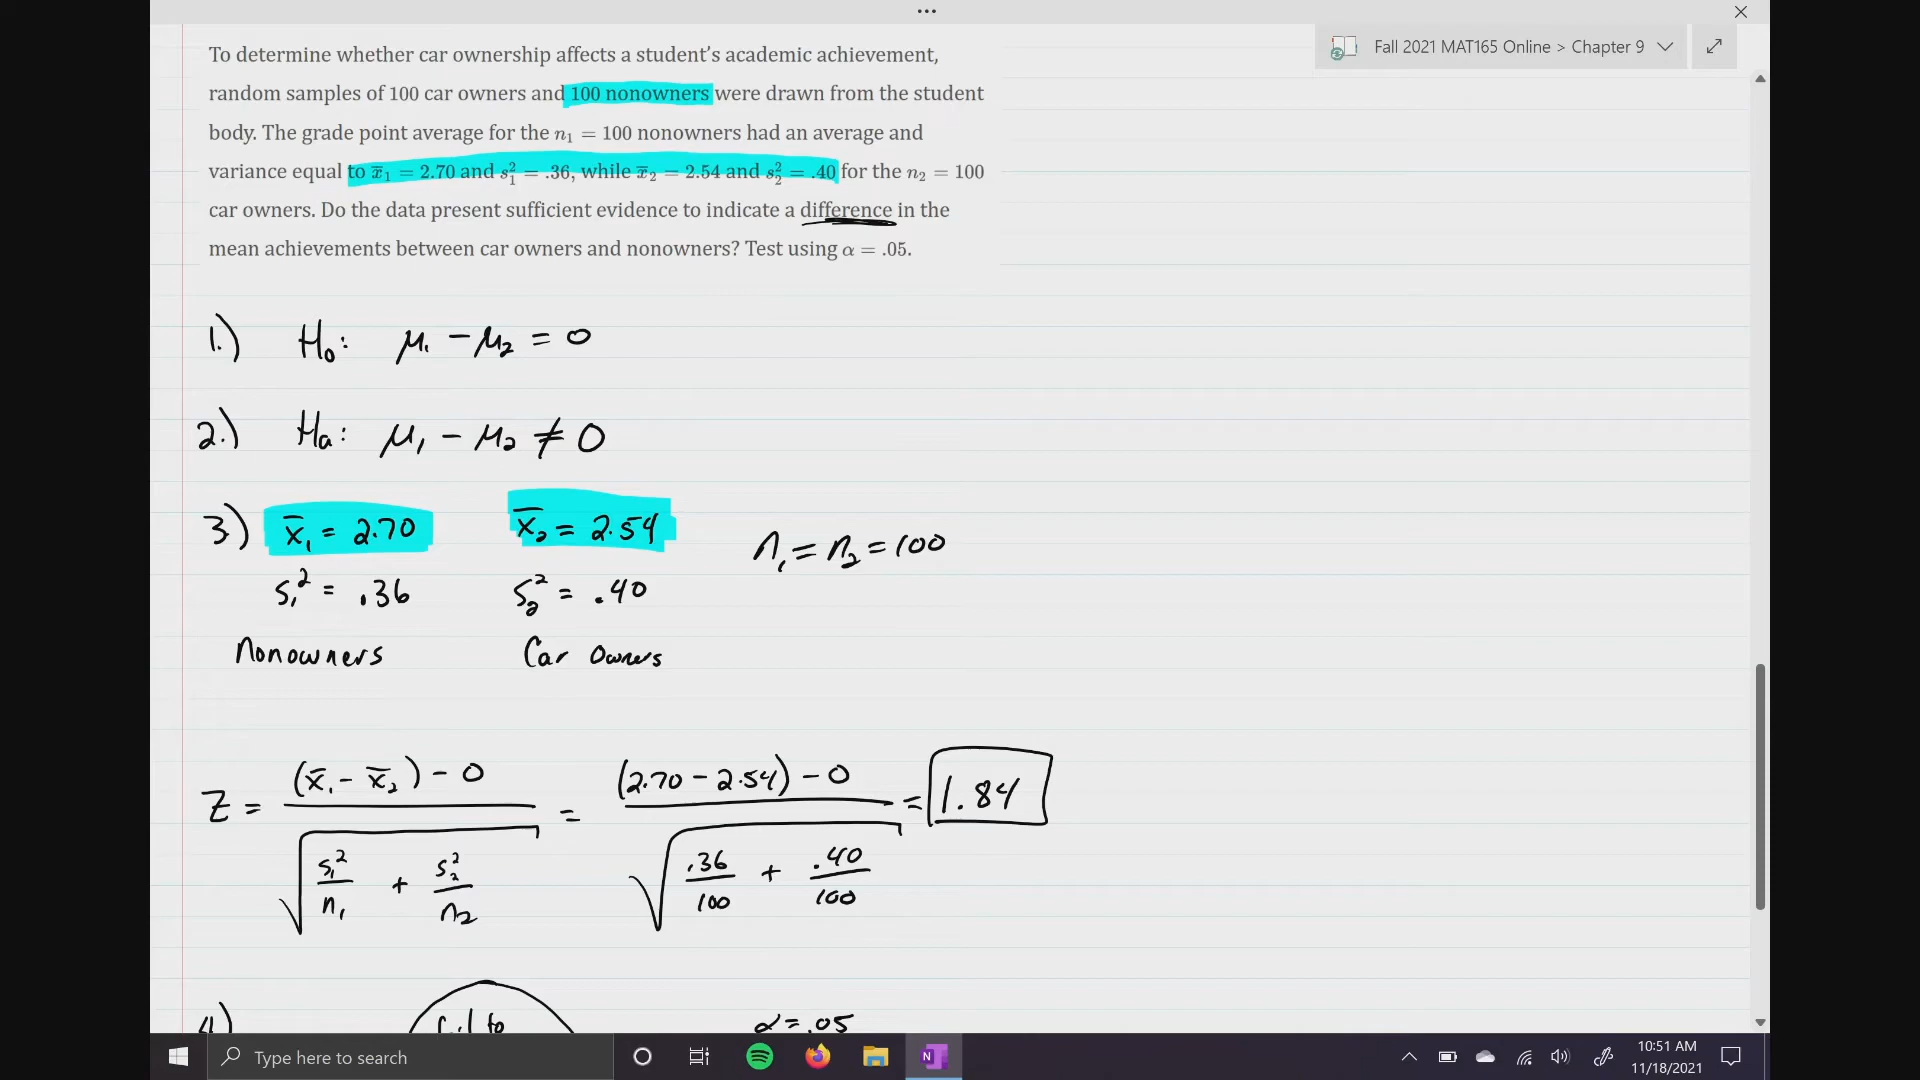 Fall 2021 MAT165 Online > Chapter 9
To determine whether car ownership affects a student's academic achievement,
random samples of 100 car owners and 100 nonowners were drawn from the student
body. The grade point average for the n₁ = 100 nonowners had an average and
variance equal to x̅₁ = 2.70 and s₁² = .36, while x̅₂ = 2.54 and s₂² = .40 for the n₂ = 100
car owners. Do the data present sufficient evidence to indicate a difference in the
mean achievements between car owners and nonowners? Test using α = .05.
1.) H₀: μ₁ - μ₂ = 0
2.) Hₐ: μ₁ - μ₂ ≠ 0
3.) x̅₁ = 2.70 x̅₂ = 2.54 n₁ = n₂ = 100
s₁² = .36 s₂² = .40
Nonowners Car Owners
Z = ((x̅₁ - x̅₂) - 0) / √(s₁²/n₁ + s₂²/n₂) = ((2.70 - 2.54) - 0) / √(.36/100 + .40/100) = 1.84
4.) to α = .05
Type here to search
10:51 AM
11/18/2021